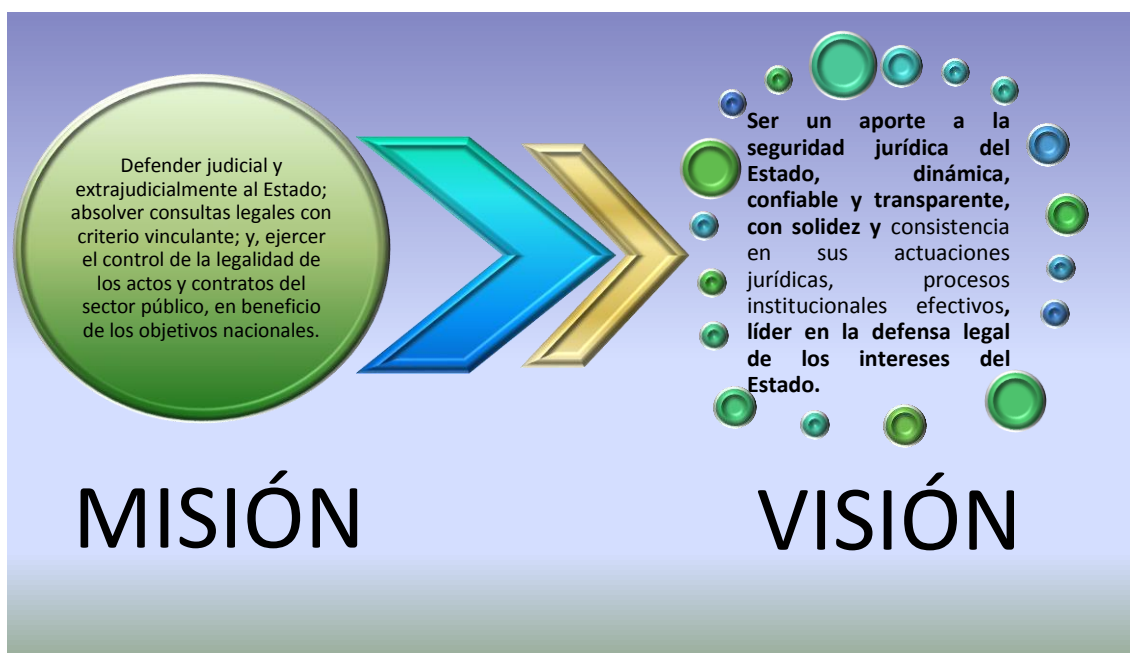 Defender judicial y
extrajudicialmente al Estado;
absolver consultas legales con
criterio vinculante; y, ejercer
el control de la legalidad de
los actos y contratos del
sector público, en beneficio
de los objetivos nacionales.
MISIÓN
Ser un aporte a la
seguridad jurídica del
Estado, dinámica,
confiable y transparente,
con solidez y consistencia
en sus actuaciones
jurídicas, procesos
institucionales efectivos,
líder en la defensa legal
de los intereses del
Estado.
VISIÓN